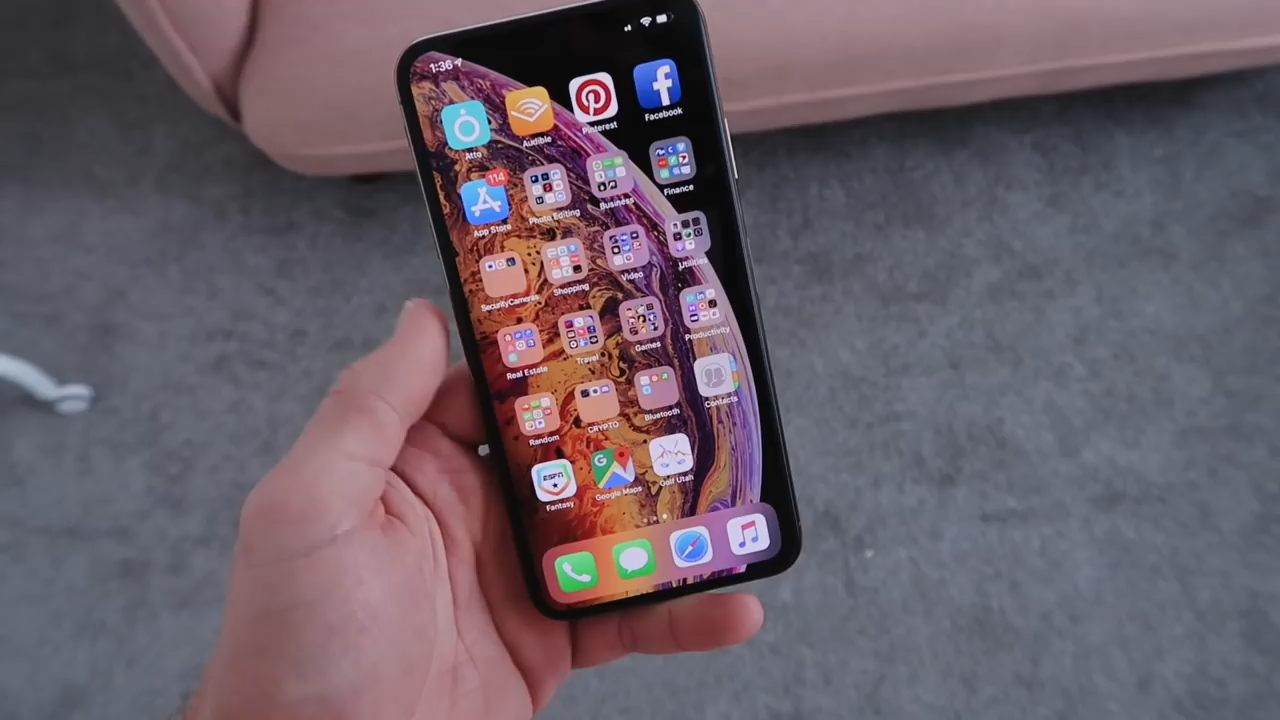 1:36
Atto
Audible
Pinterest
Facebook
114
App Store
Photo Editing
Business
Finance
SecurityCameras
Shopping
Video
Utilities
Real Estate
Travel
Games
Productivity
Random
CRYPTO
Bluetooth
Contacts
ESPN
Fantasy
G
Google Maps
Golf Utah